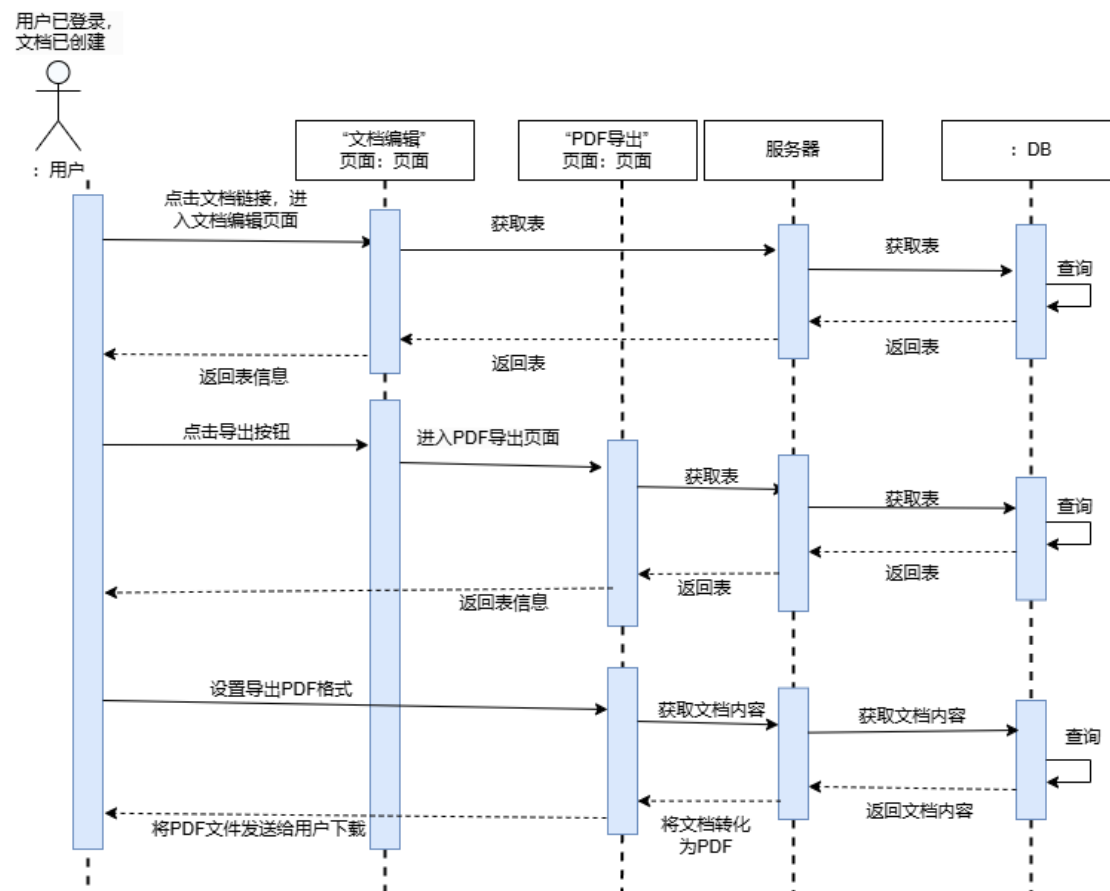 用户已登录，
文档已创建
：用户
“文档编辑”
页面：页面
“PDF导出”
页面：页面
服务器
：DB
点击文档链接，进
入文档编辑页面
获取表
获取表
查询
返回表
返回表
返回表信息
点击导出按钮
进入PDF导出页面
获取表
获取表
查询
返回表
返回表
返回表信息
设置导出PDF格式
获取文档内容
获取文档内容
查询
返回文档内容
将文档转化
为PDF
将PDF文件发送给用户下载